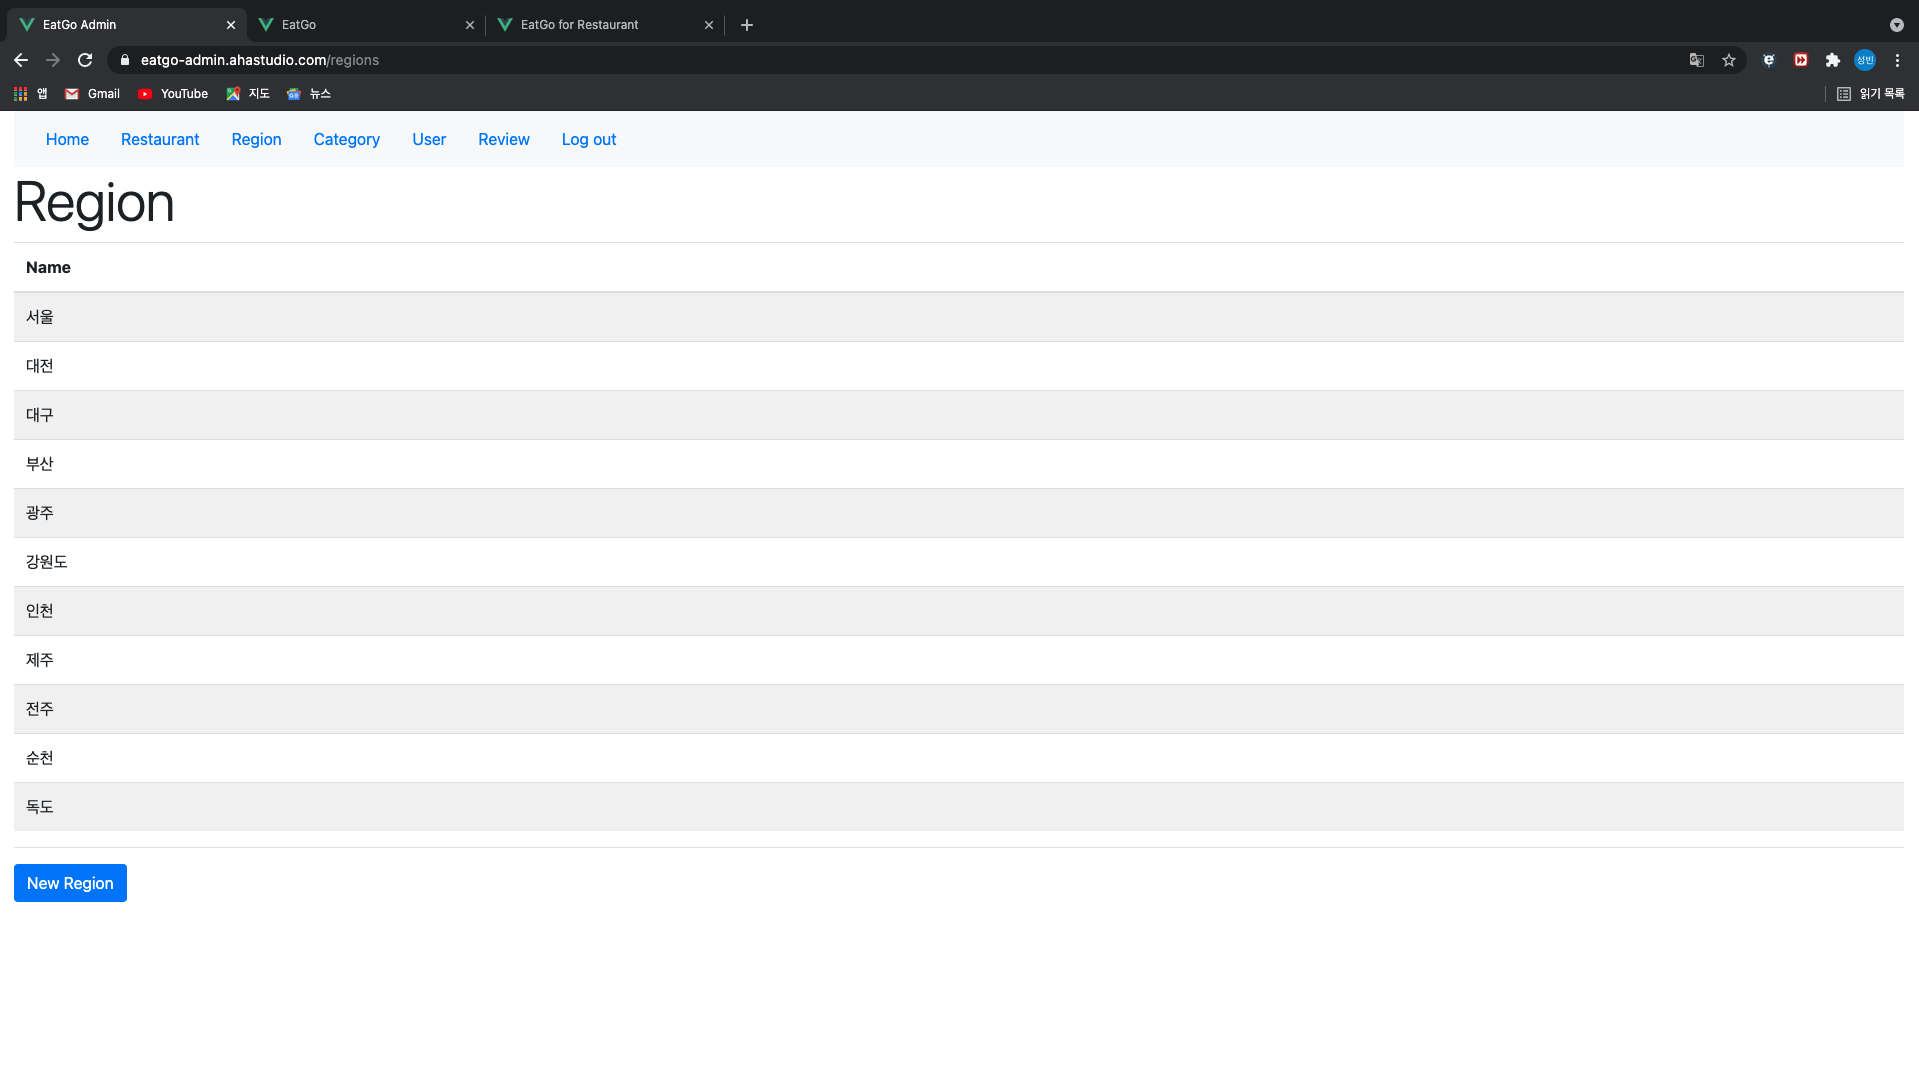 EatGo Admin
EatGo
EatGo for Restaurant
eatgo-admin.ahastudio.com/regions
성빈
앱 Gmail YouTube 지도 뉴스 읽기 목록
Home Restaurant Region Category User Review Log out
Region
Name
서울
대전
대구
부산
광주
강원도
인천
제주
전주
순천
독도
New Region